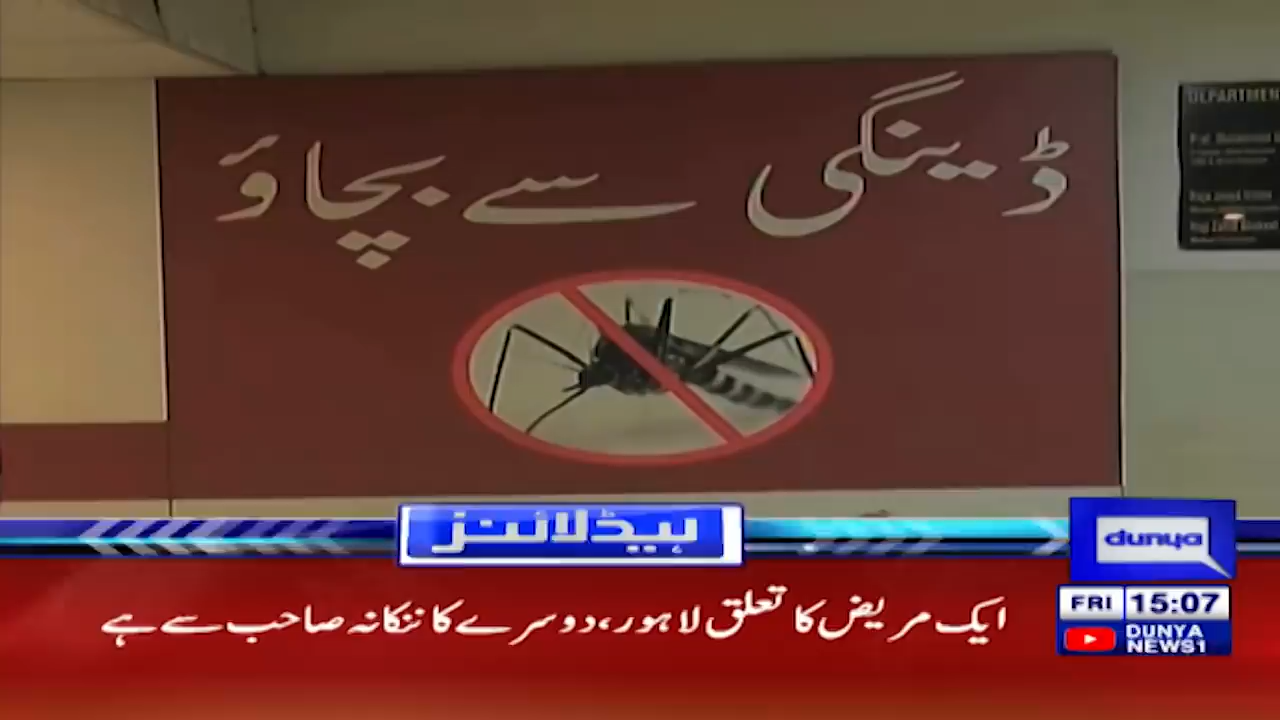 ڈینگی سے بچاؤ
DEPARTMEN
ہیڈلائنز
dunya
ایک مریض کا تعلق لاہور، دوسرے کا ننکانہ صاحب سے ہے
FRI 15:07
DUNYA
NEWS1